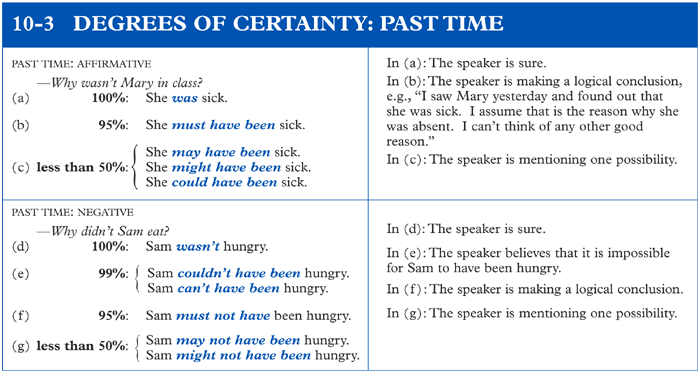 10-3 DEGREES OF CERTAINTY: PAST TIME
PAST TIME: AFFIRMATIVE
—Why wasn't Mary in class?
(a) 100%: She was sick.
(b) 95%: She must have been sick.
(c) less than 50%: She may have been sick.
She might have been sick.
She could have been sick.
In (a): The speaker is sure.
In (b): The speaker is making a logical conclusion,
e.g., “I saw Mary yesterday and found out that
she was sick. I assume that is the reason why she
was absent. I can't think of any other good
reason.”
In (c): The speaker is mentioning one possibility.
PAST TIME: NEGATIVE
—Why didn't Sam eat?
(d) 100%: Sam wasn't hungry.
(e) 99%: Sam couldn't have been hungry.
Sam can't have been hungry.
(f) 95%: Sam must not have been hungry.
(g) less than 50%: Sam may not have been hungry.
Sam might not have been hungry.
In (d): The speaker is sure.
In (e): The speaker believes that it is impossible
for Sam to have been hungry.
In (f): The speaker is making a logical conclusion.
In (g): The speaker is mentioning one possibility.